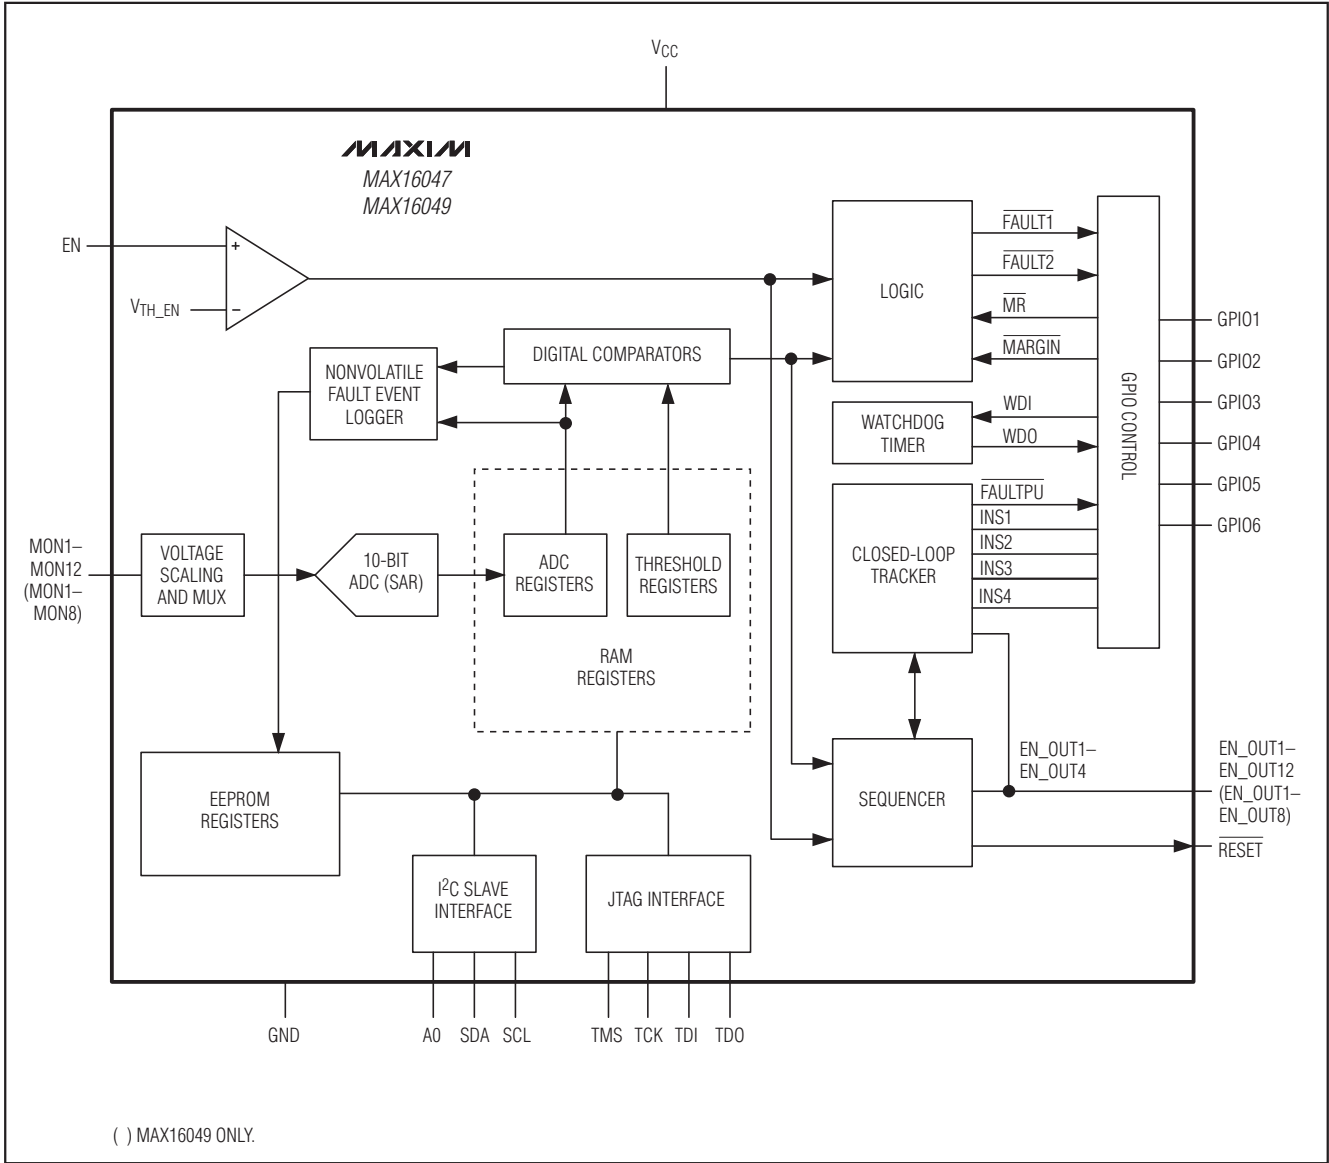 VCC
MAXIM
MAX16047
MAX16049
EN
+
VTH_EN
−
LOGIC
FAULT1
FAULT2
MR
MARGIN
DIGITAL COMPARATORS
NONVOLATILE
FAULT EVENT
LOGGER
WATCHDOG
TIMER
WDI
WDO
GPIO CONTROL
GPIO1
GPIO2
GPIO3
GPIO4
GPIO5
GPIO6
FAULTPU
INS1
INS2
INS3
INS4
CLOSED-LOOP
TRACKER
MON1–
MON12
(MON1–
MON8)
VOLTAGE
SCALING
AND MUX
10-BIT
ADC (SAR)
ADC
REGISTERS
THRESHOLD
REGISTERS
RAM
REGISTERS
EEPROM
REGISTERS
SEQUENCER
EN_OUT1–
EN_OUT4
EN_OUT1–
EN_OUT12
(EN_OUT1–
EN_OUT8)
RESET
I2C SLAVE
INTERFACE
JTAG INTERFACE
GND
A0
SDA
SCL
TMS
TCK
TDI
TDO
( ) MAX16049 ONLY.